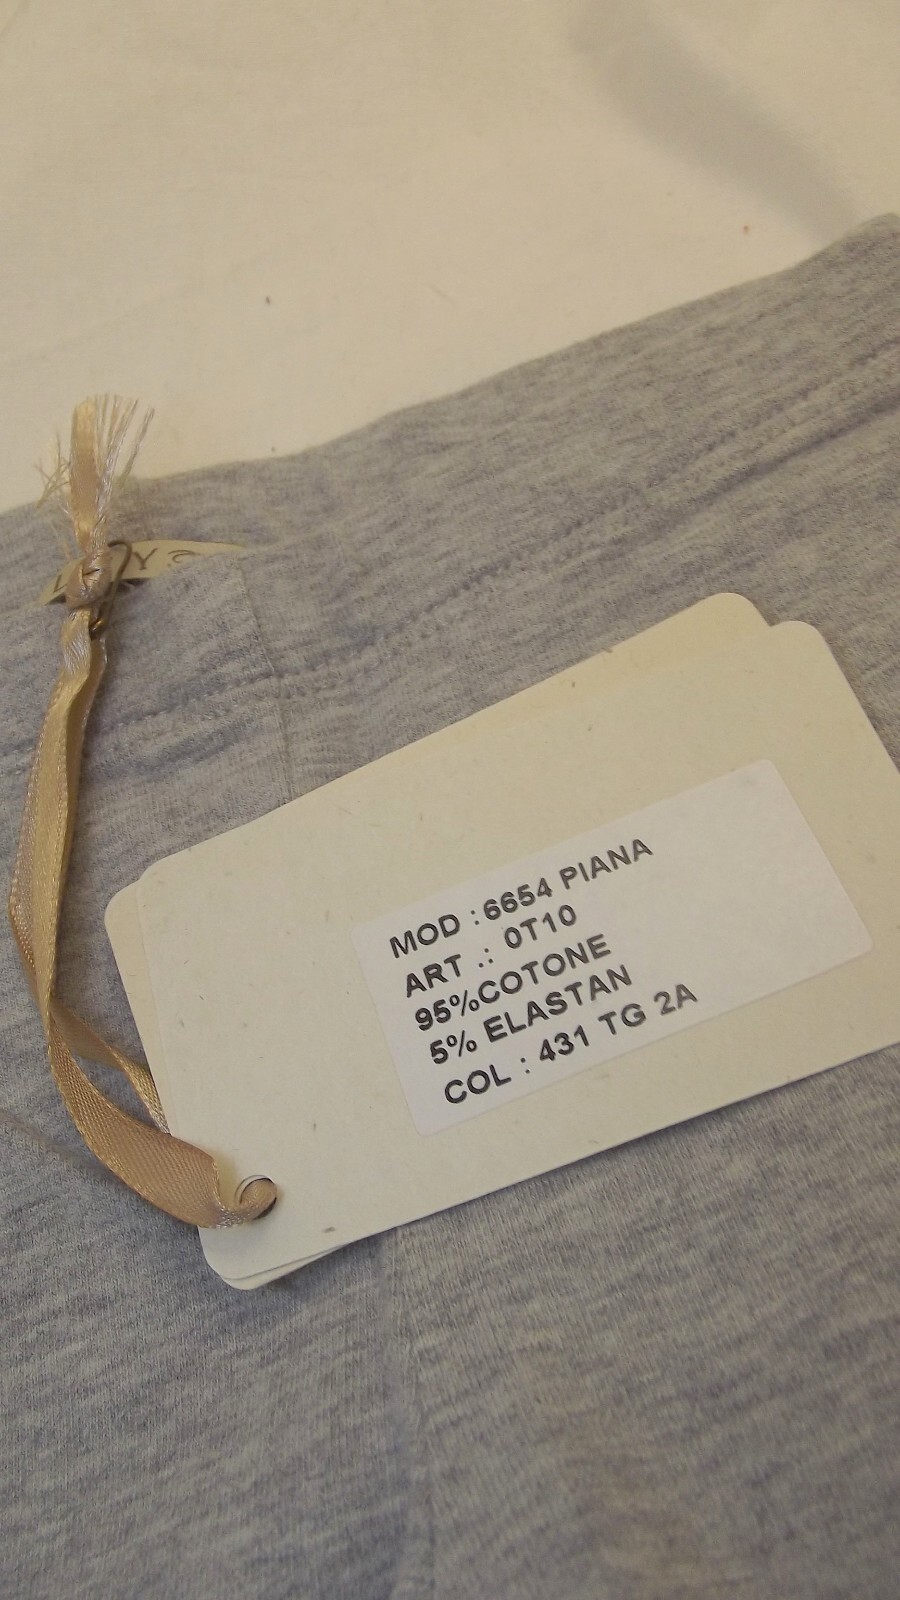 MOD :6654 PIANA
ART .: 0T10
95%COTONE
5% ELASTAN
COL : 431 TG 2A